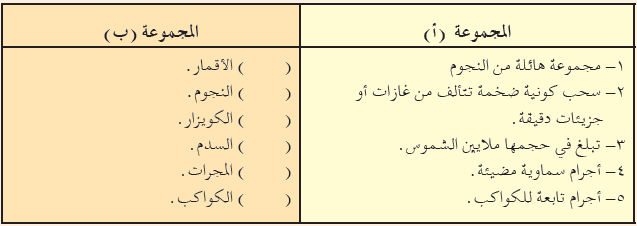 المجموعة (أ)
١- مجموعة هائلة من النجوم
٢- سحب كونية ضخمة تتألف من غازات أو
جزيئات دقيقة.
٣- تبلغ في حجمها ملايين الشموس.
٤- أجرام سماوية مضيئة.
٥- أجرام تابعة للكواكب.
المجموعة (ب)
( ) الأقمار.
( ) النجوم.
( ) الكويزار.
( ) السدم.
( ) المجرات.
( ) الكواكب.